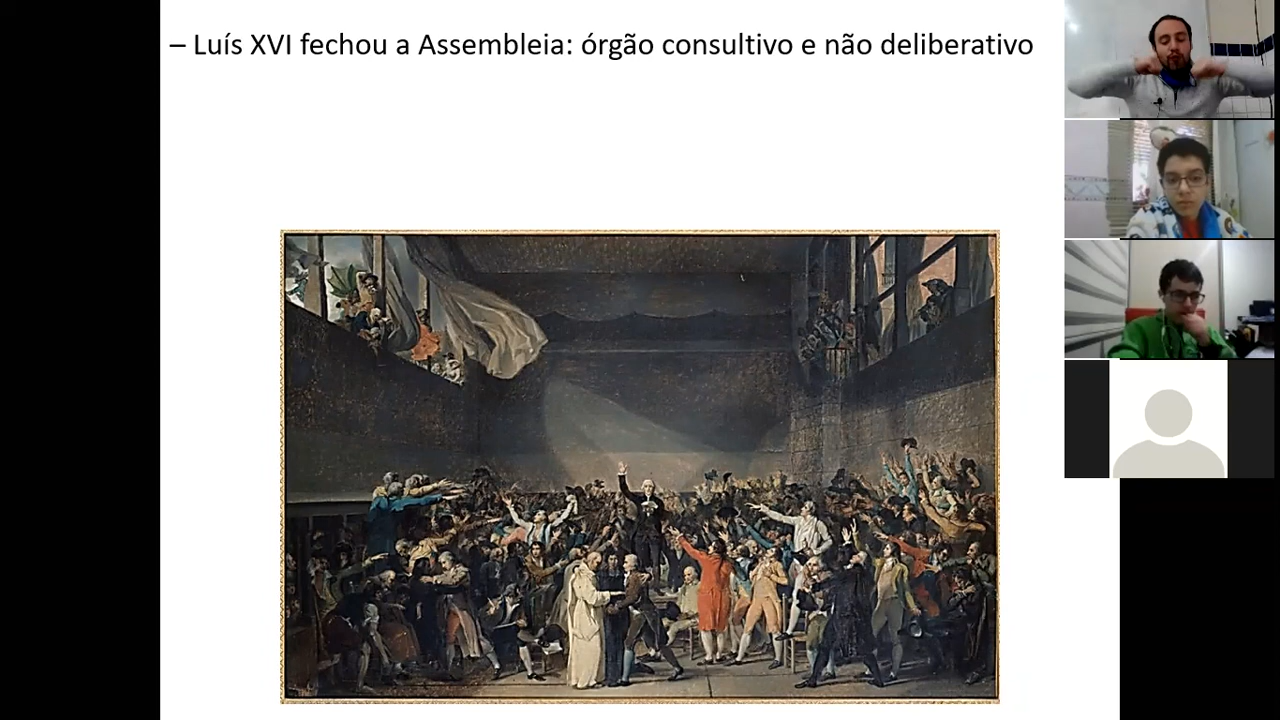 – Luís XVI fechou a Assembleia: órgão consultivo e não deliberativo